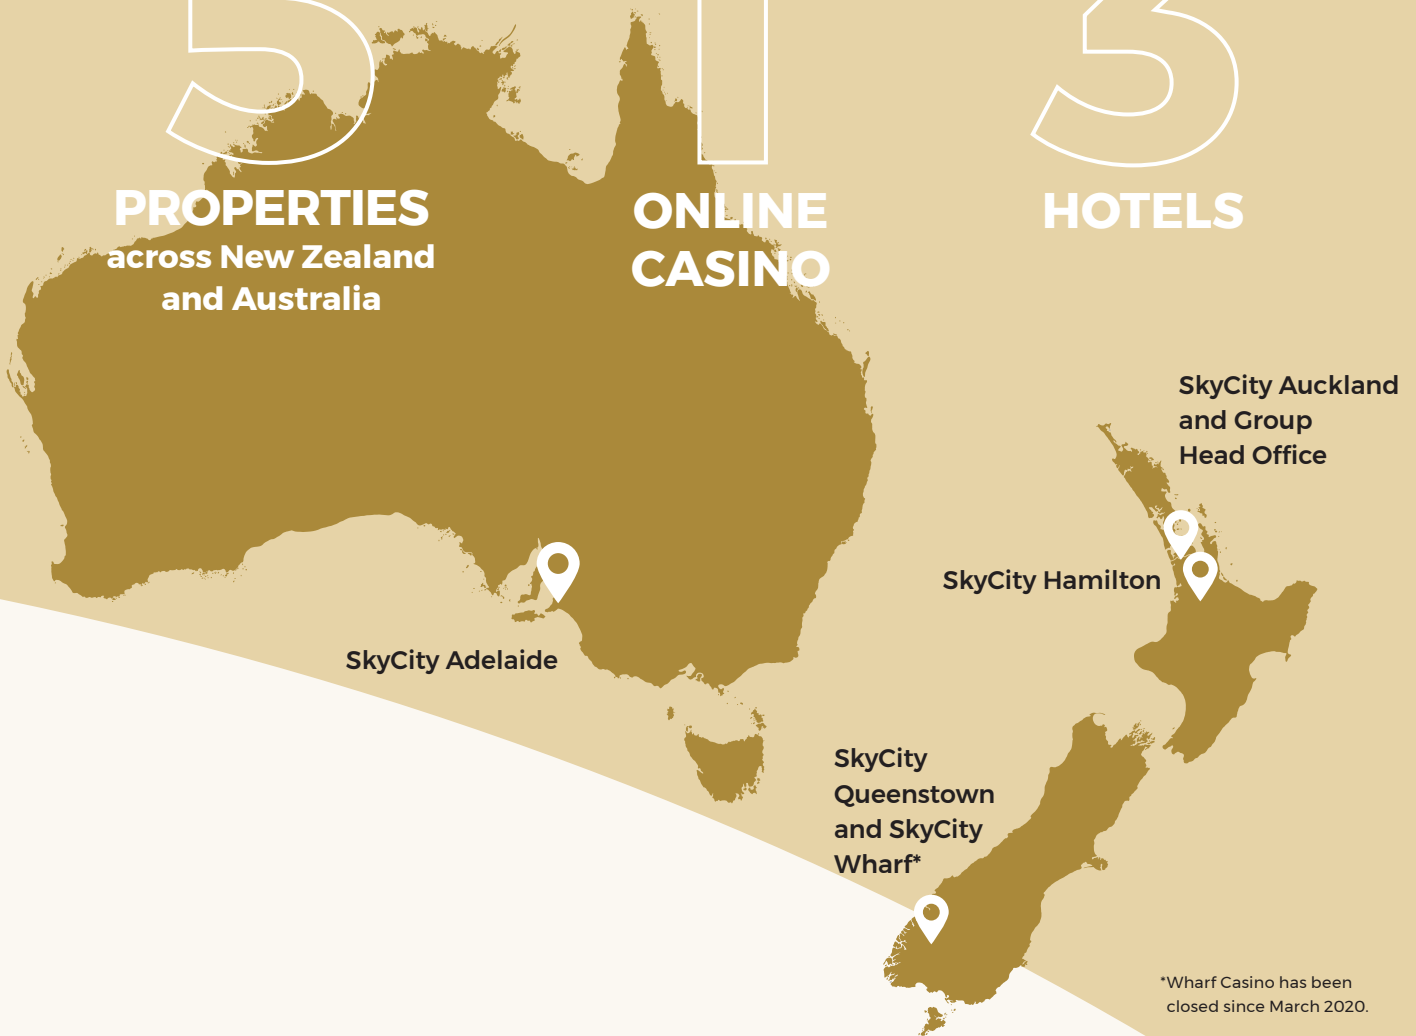 5 1 3
PROPERTIES
across New Zealand
and Australia
ONLINE
CASINO
HOTELS
SkyCity Auckland
and Group
Head Office
SkyCity Hamilton
SkyCity Adelaide
SkyCity
Queenstown
and SkyCity
Wharf*
*Wharf Casino has been
closed since March 2020.